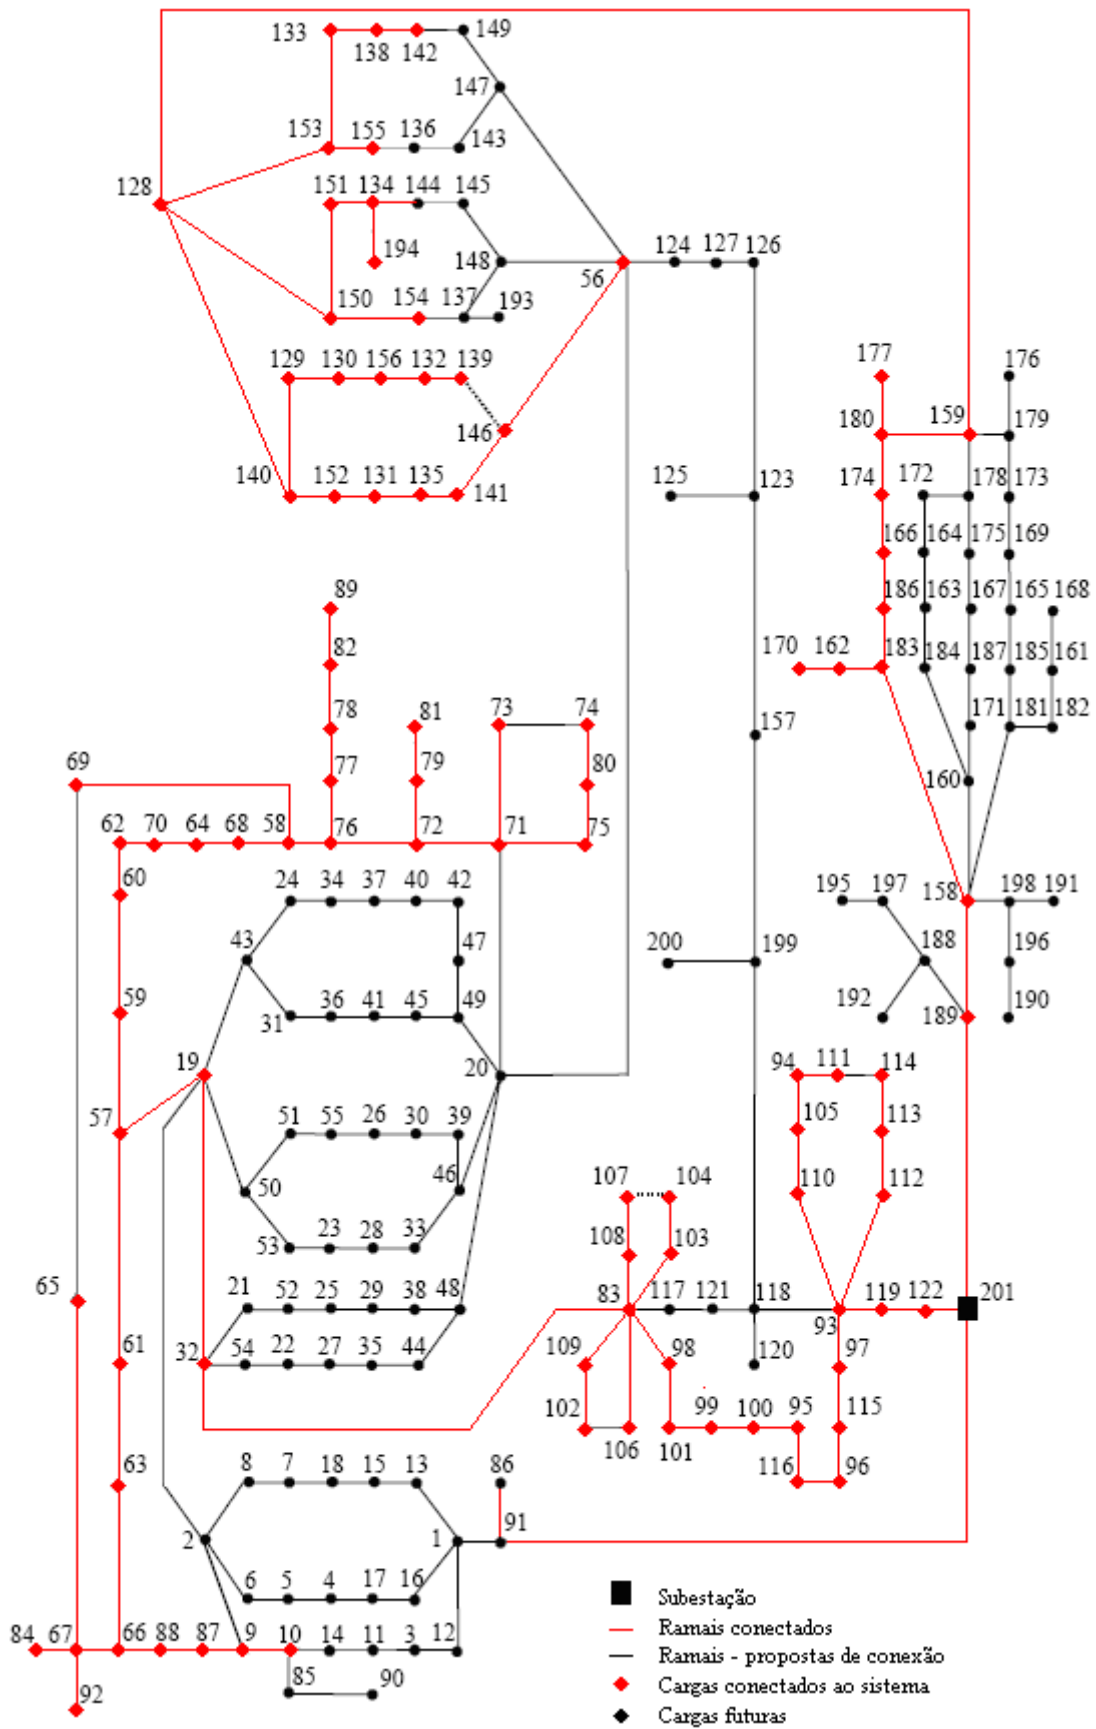 133 138 142 149
147
153 155 136 143
128 151 134 144 145
194 148 56 124 127 126
150 154 137 193
129 130 156 132 139 177 176
146 180 159 179
140 152 131 135 141 125 123 174 172 178 173
166 164 175 169
89 186 163 167 165 168
82 170 162 183 184 187 185 161
78 81 73 74 157 171 181 182
69 77 79 80 160
62 70 64 68 58 76 72 71 75
60 24 34 37 40 42 195 197 158 198 191
43 47 200 199 188 196
59 31 36 41 45 49 192 189 190
19 20 94 111 114
57 51 55 26 30 39 105 113
50 46 107 104 110 112
53 23 28 33 108 103
65 21 52 25 29 38 48 83 117 121 118 93 119 122 201
61 32 54 22 27 35 44 109 98 120 97
102 106 101 99 100 95 115
63 8 7 18 15 13 86 116 96
2 1 91
6 5 4 17 16
84 67 66 88 87 9 10 14 11 3 12
92 85 90
Subestação
Ramais conectados
Ramais - propostas de conexão
Cargas conectados ao sistema
Cargas futuras